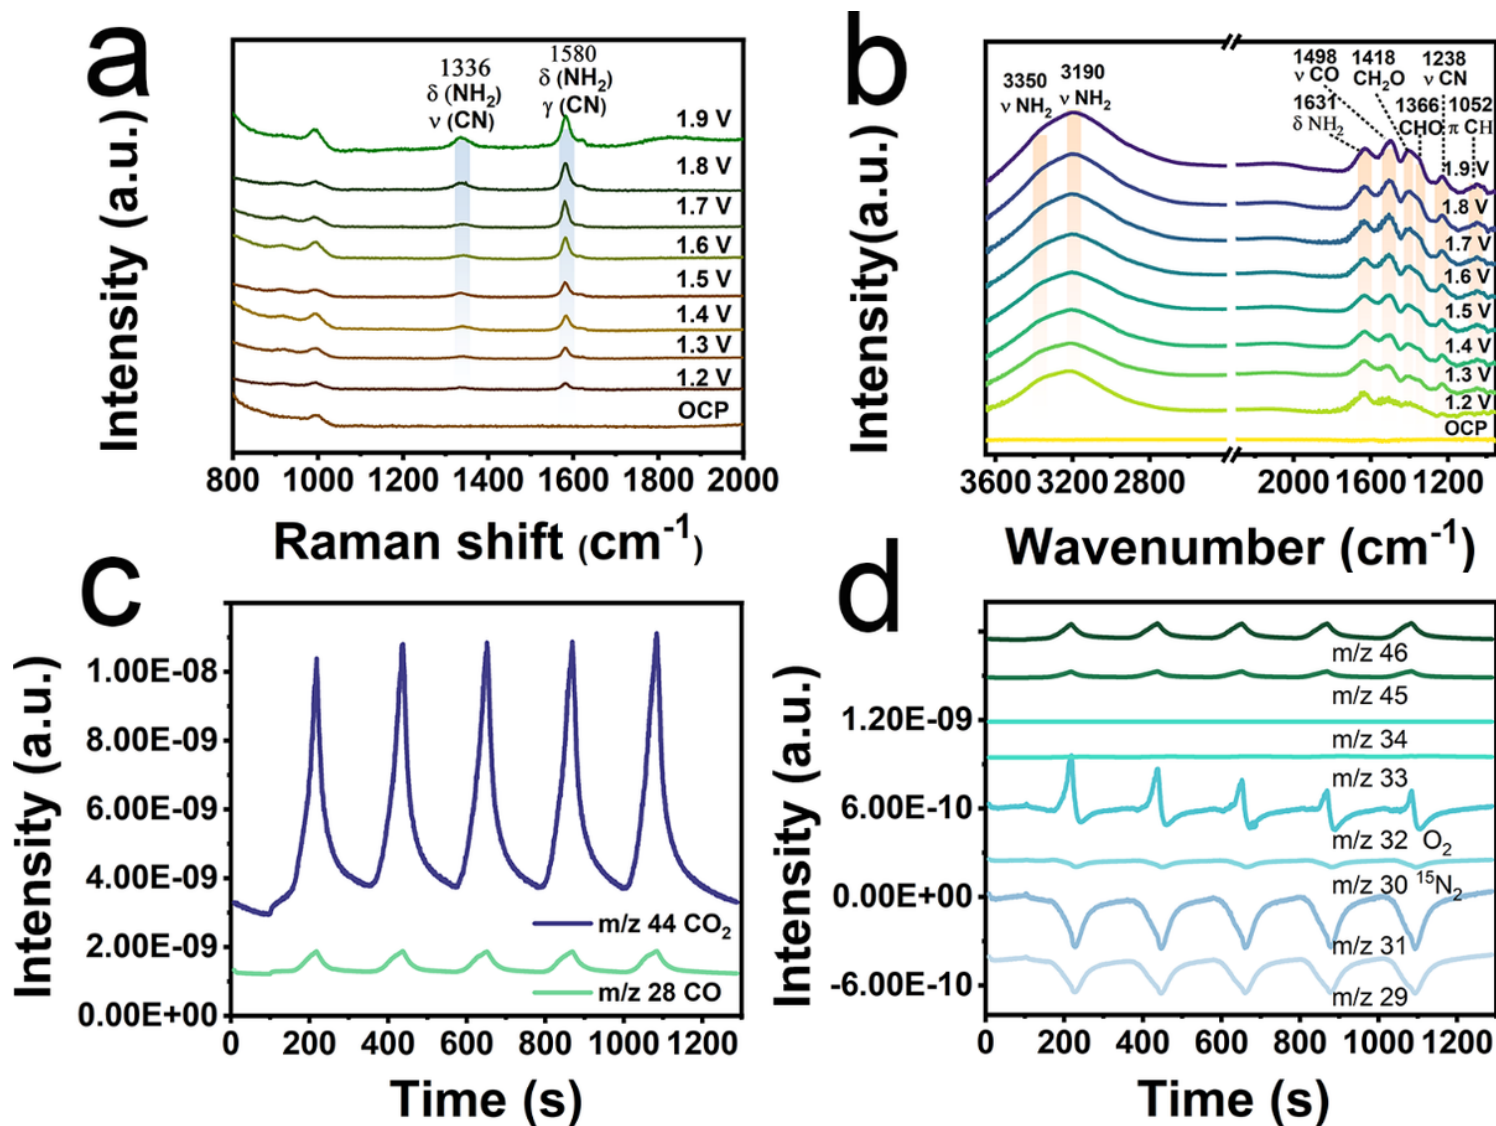 a
1336
δ (NH₂)
ν (CN)
1580
δ (NH₂)
γ (CN)
1.9 V
1.8 V
1.7 V
1.6 V
1.5 V
1.4 V
1.3 V
1.2 V
OCP
Intensity (a.u.)
800 1000 1200 1400 1600 1800 2000
Raman shift (cm⁻¹)
b
3350
ν NH₂
3190
ν NH₂
1498
ν CO
1631
δ NH₂
1418
CH₂O
1366
CHO
1238
ν CN
1052
π CH
1.9 V
1.8 V
1.7 V
1.6 V
1.5 V
1.4 V
1.3 V
1.2 V
OCP
Intensity(a.u.)
3600 3200 2800 2000 1600 1200
Wavenumber (cm⁻¹)
c
1.00E-08
8.00E-09
6.00E-09
4.00E-09
2.00E-09
0.00E+00
Intensity (a.u.)
m/z 44 CO₂
m/z 28 CO
0 200 400 600 800 1000 1200
Time (s)
d
1.20E-09
6.00E-10
0.00E+00
-6.00E-10
Intensity (a.u.)
m/z 46
m/z 45
m/z 34
m/z 33
m/z 32 O₂
m/z 30 ¹⁵N₂
m/z 31
m/z 29
0 200 400 600 800 1000 1200
Time (s)